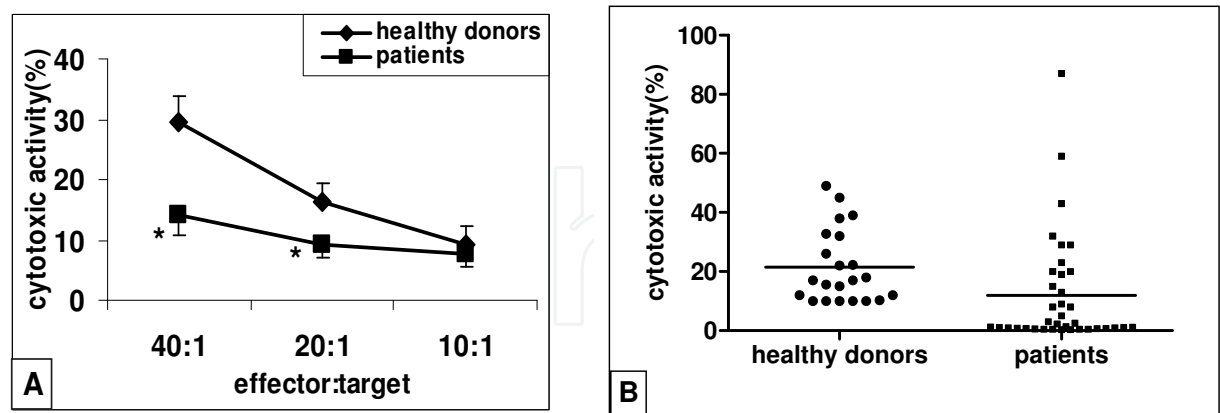 healthy donors
patients
cytotoxic activity(%)
40
30
20
10
0
40:1 20:1 10:1
effector:target
A
cytotoxic activity(%)
100
80
60
40
20
0
healthy donors patients
B
* *